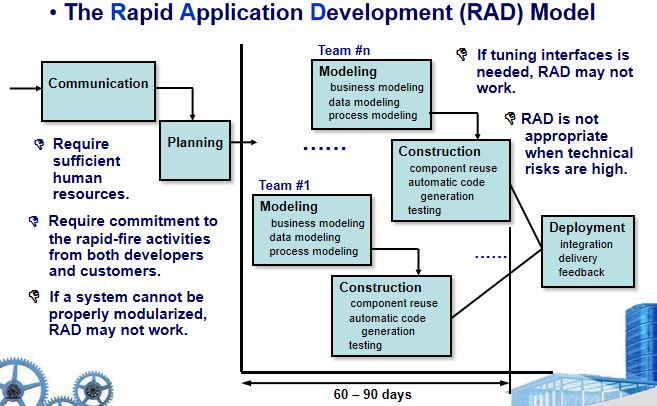 • The Rapid Application Development (RAD) Model
Communication
Planning
Require
sufficient
human
resources.
Require commitment to
the rapid-fire activities
from both developers
and customers.
If a system cannot be
properly modularized,
RAD may not work.
Team #n
Modeling
business modeling
data modeling
process modeling
......
Construction
component reuse
automatic code
generation
testing
Team #1
Modeling
business modeling
data modeling
process modeling
Construction
component reuse
automatic code
generation
testing
If tuning interfaces is
needed, RAD may not
work.
RAD is not
appropriate
when technical
risks are high.
......
Deployment
integration
delivery
feedback
60 – 90 days